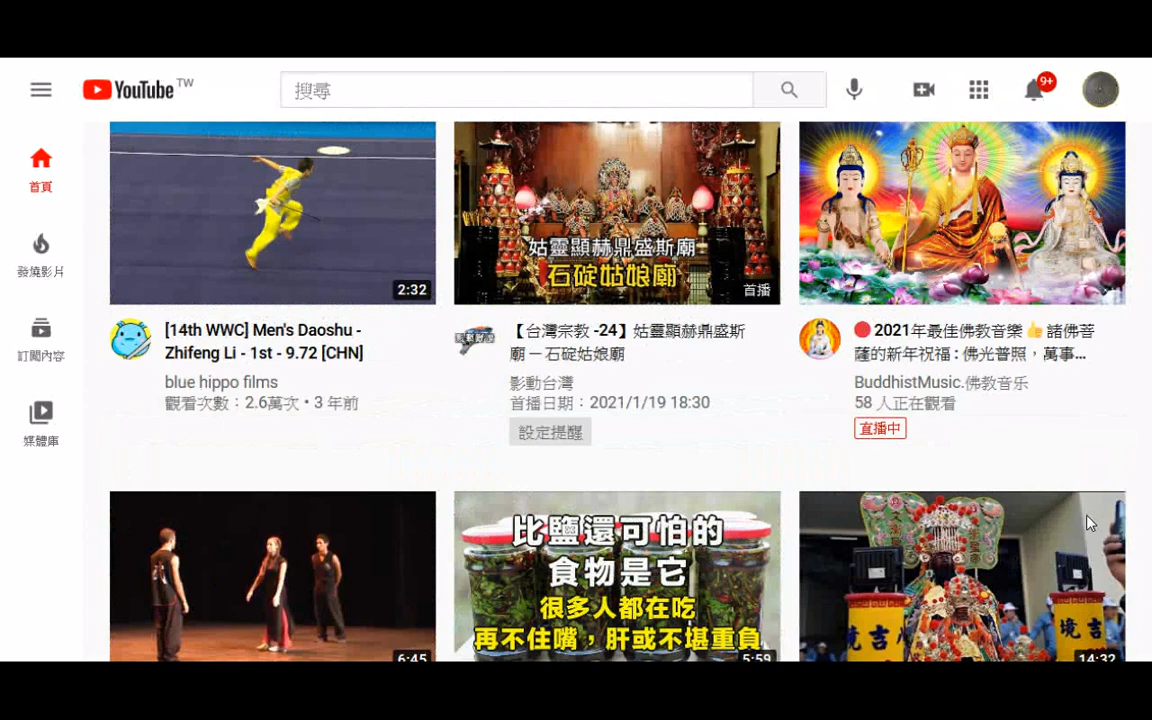 YouTube TW
搜尋
9+
首頁
發燒影片
訂閱內容
媒體庫
2:32
姑靈顯赫鼎盛斯廟
石碇姑娘廟
首播
[14th WWC] Men's Daoshu -
Zhifeng Li - 1st - 9.72 [CHN]
blue hippo films
觀看次數：2.6萬次 • 3 年前
【台灣宗教 -24】姑靈顯赫鼎盛斯
廟－石碇姑娘廟
影動台灣
首播日期：2021/1/19 18:30
設定提醒
2021年最佳佛教音樂 👍 諸佛菩
薩的新年祝福 : 佛光普照，萬事...
BuddhistMusic.佛教音乐
58 人正在觀看
直播中
6:45
比鹽還可怕的
食物是它
很多人都在吃
再不住嘴，肝或不堪重負
5:59
吉境
14:32